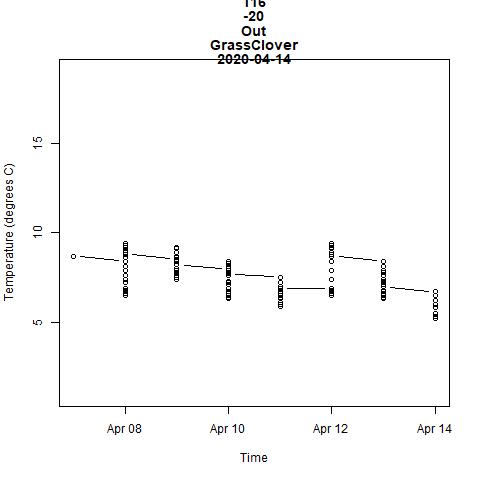 116
-20
Out
GrassClover
2020-04-14
15
10
5
Temperature (degrees C)
Apr 08 Apr 10 Apr 12 Apr 14
Time